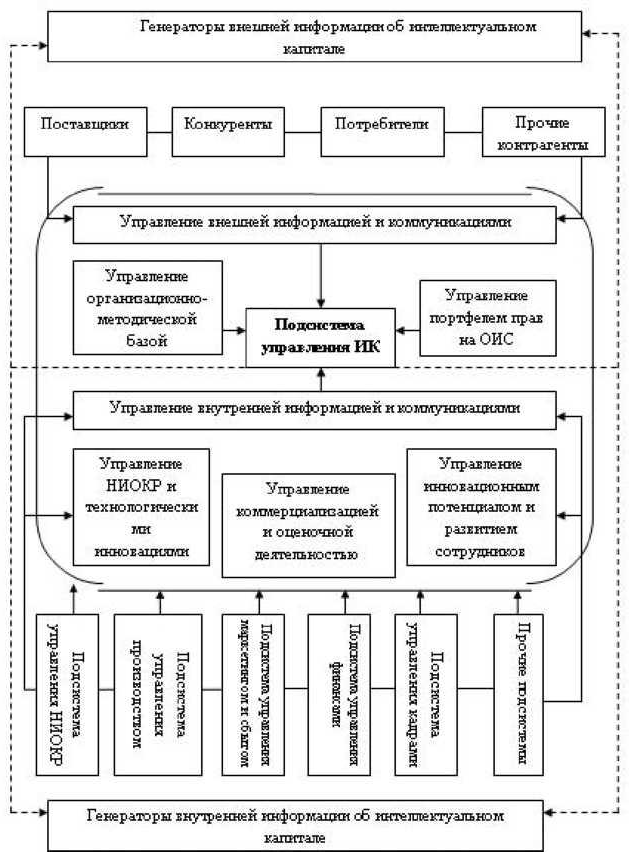 Генераторы внешней информации об интеллектуальном
капитале
Поставщики
Конкуренты
Потребители
Прочие
контрагенты
Управление внешней информацией и коммуникациями
Управление
организационно-
методической
базой
Подсистема
управления ИК
Управление
портфелем прав
на ОИС
Управление внутренней информацией и коммуникациями
Управление
НИОКР и
технологически
ми
инновациями
Управление
коммерциализацией
и оценочной
деятельностью
Управление
инновационным
потенциалом и
развитием
сотрудников
Подсистема
управления НИОКР
Подсистема
управления
производством
Подсистема управления
маркетингом и сбытом
Подсистема управления
финансами
Подсистема
управления кадрами
Прочие подсистемы
Генераторы внутренней информации об интеллектуальном
капитале